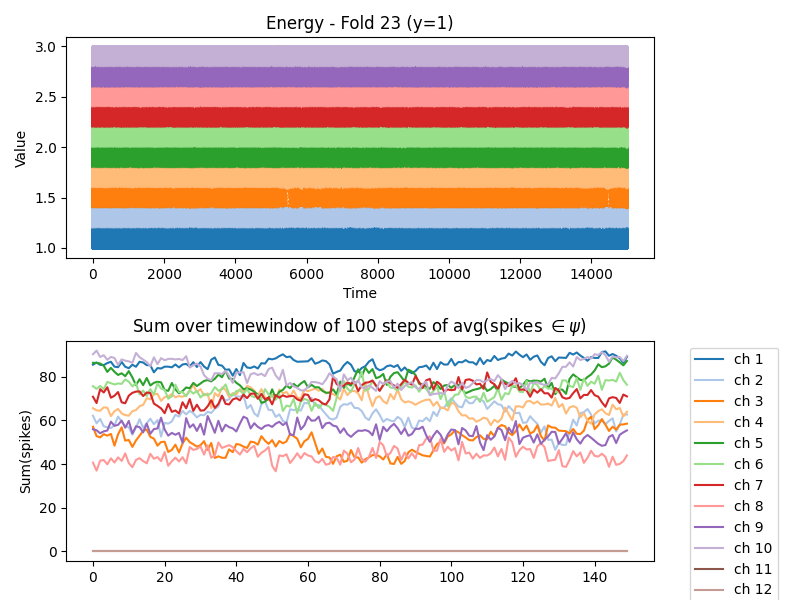 Energy - Fold 23 (y=1)
3.0
2.5
2.0
1.5
1.0
Value
0 2000 4000 6000 8000 10000 12000 14000
Time
Sum over timewindow of 100 steps of avg(spikes ∈ ψ)
80
60
40
20
0
Sum(spikes)
0 20 40 60 80 100 120 140
ch 1
ch 2
ch 3
ch 4
ch 5
ch 6
ch 7
ch 8
ch 9
ch 10
ch 11
ch 12